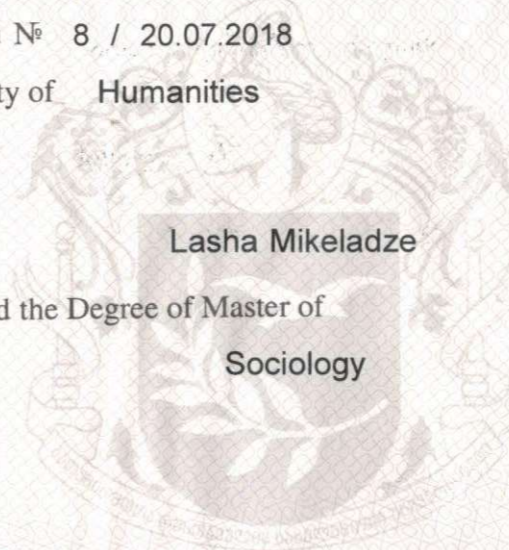 № 8 / 20.07.2018
ty of Humanities
Lasha Mikeladze
d the Degree of Master of
Sociology